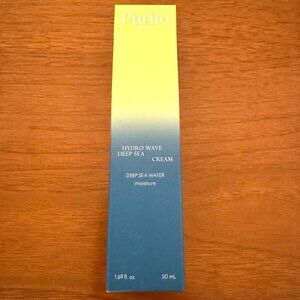 Purito
HYDRO WAVE
DEEP SEA
CREAM
DEEP SEA WATER
moisture
1.69 fl. oz.
50 mL